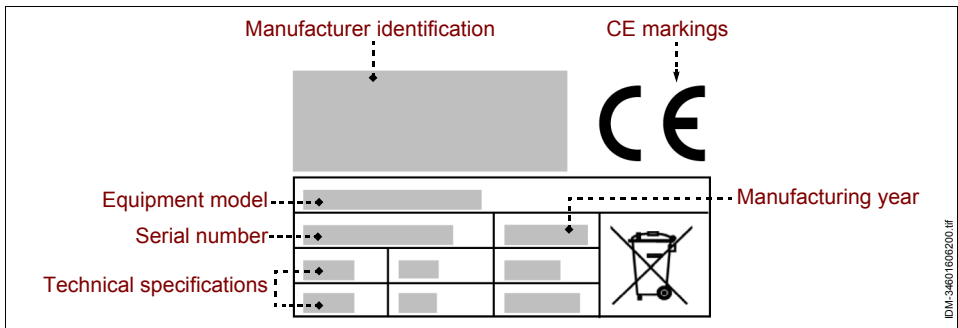 Manufacturer identification
CE markings
CE
Equipment model
Manufacturing year
Serial number
Technical specifications
IDM-34601606200.tif